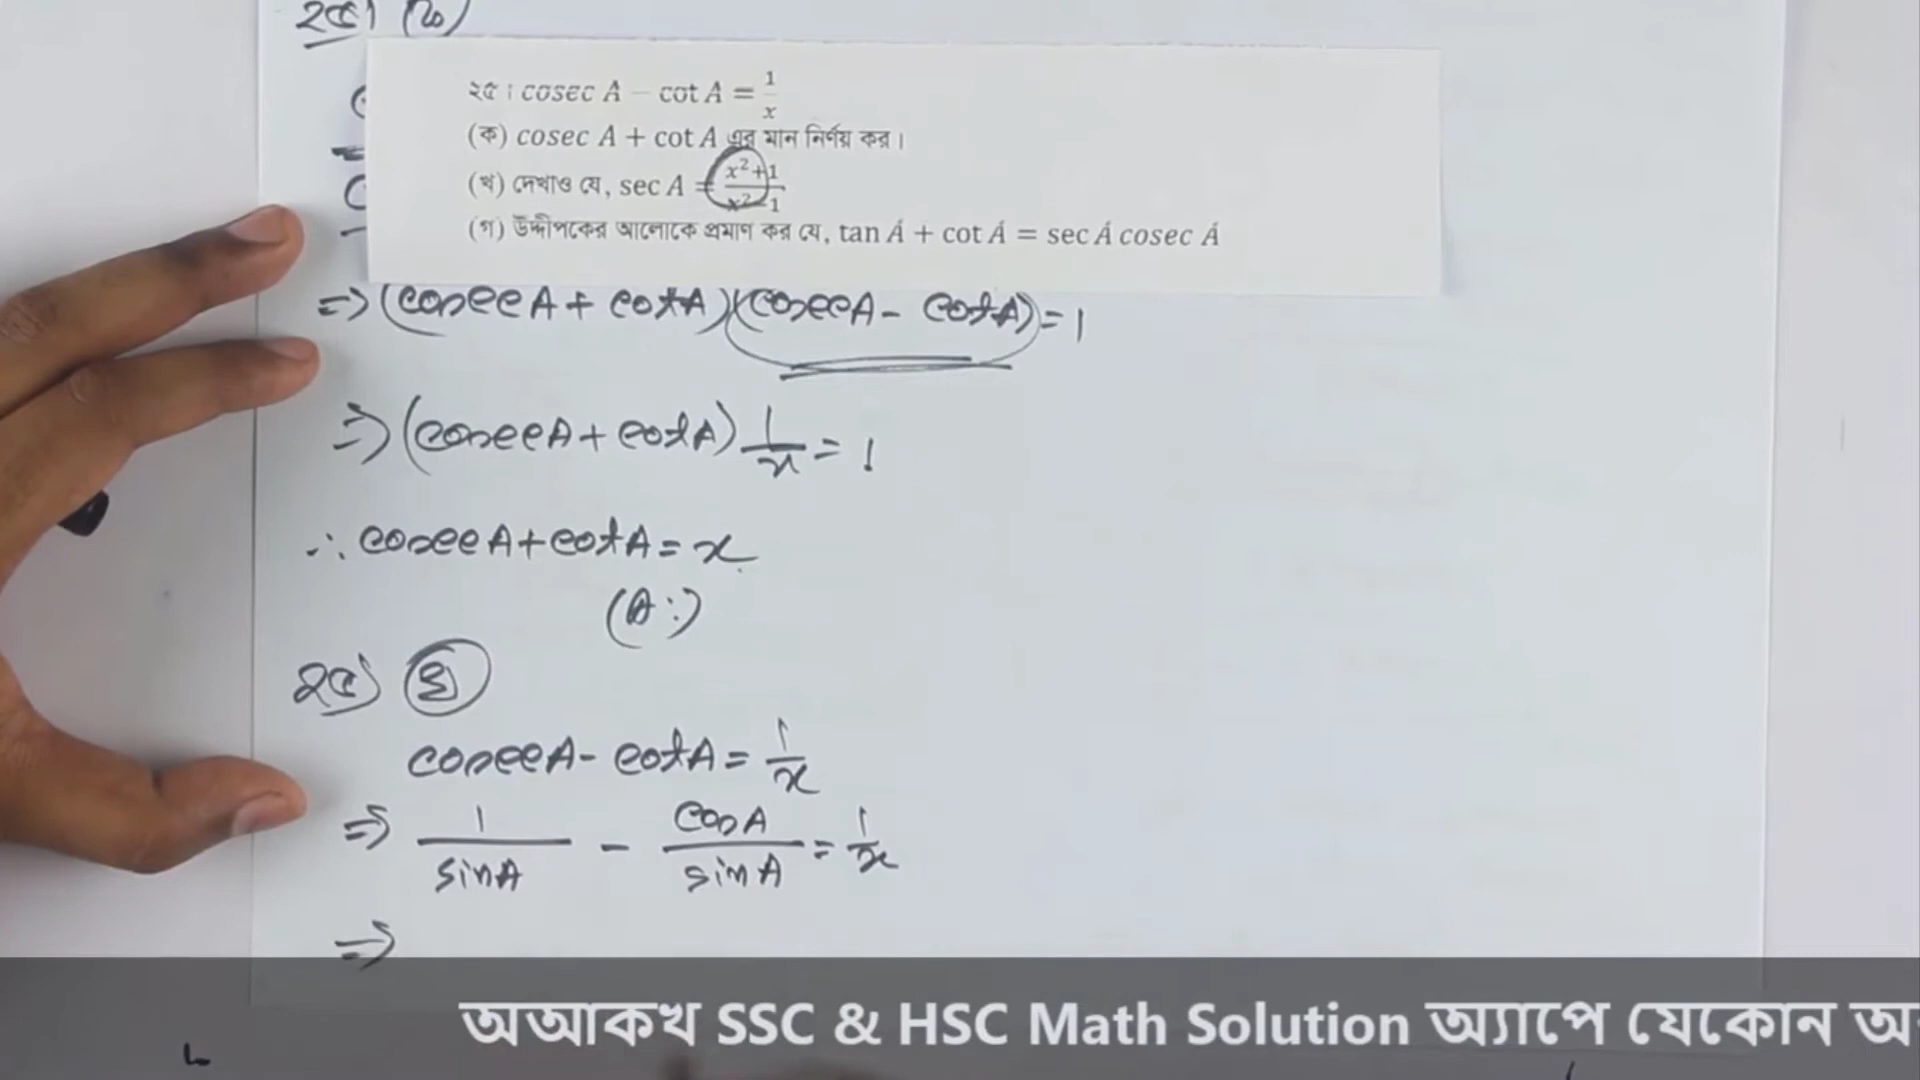 ২৫। (ক)
২৫। cosec A − cot A = 1/x
(ক) cosec A + cot A এর মান নির্ণয় কর।
(খ) দেখাও যে, sec A = x²+1/x²−1
(গ) উদ্দীপকের আলোকে প্রমাণ কর যে, tan Á + cot Á = sec Á cosec Á
⇒ (cosec A + cot A)(cosec A − cot A) = 1
⇒ (cosec A + cot A) 1/x = 1
∴ cosec A + cot A = x
(A:)
২৫) খ
cosec A − cot A = 1/x
⇒ 1/sin A − cos A/sin A = 1/x
⇒
অআকখ SSC & HSC Math Solution অ্যাপে যেকোন